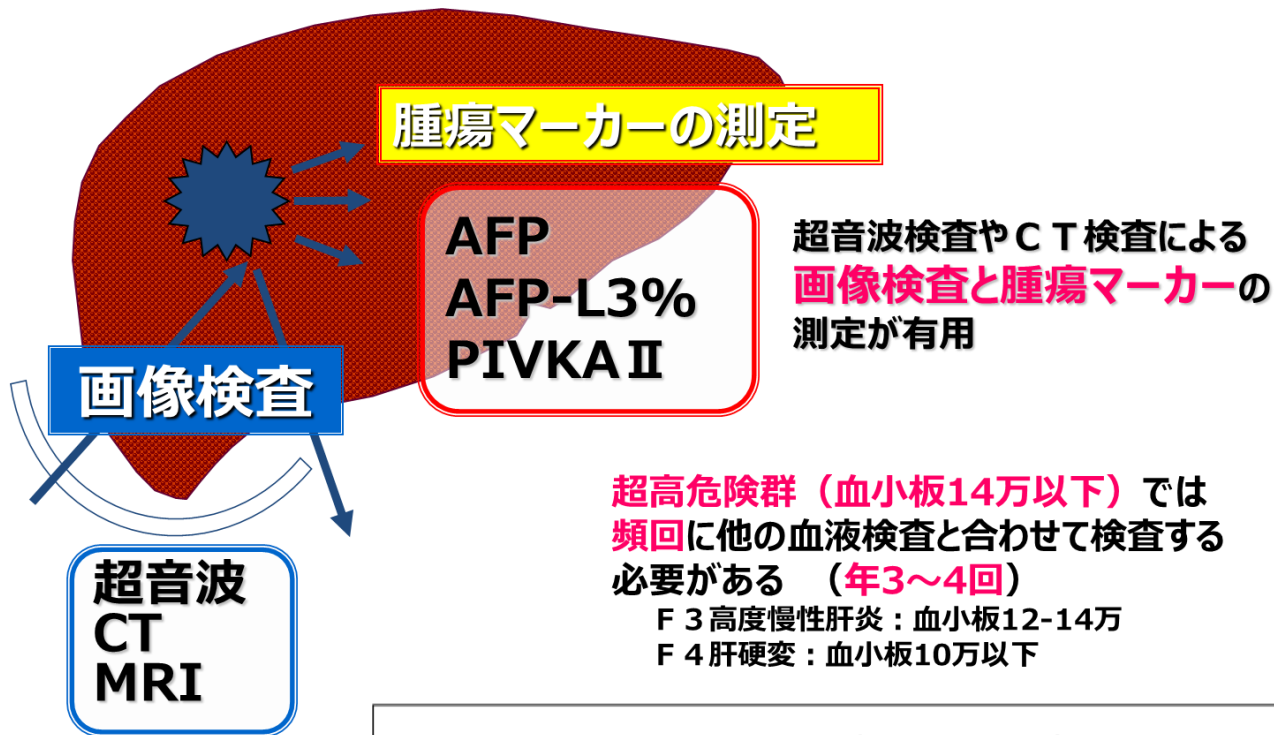 腫瘍マーカーの測定
AFP
AFP-L3%
PIVKAⅡ
超音波検査やＣＴ検査による
画像検査と腫瘍マーカーの
測定が有用
画像検査
超音波
CT
MRI
超高危険群（血小板14万以下）では
頻回に他の血液検査と合わせて検査する
必要がある　（年3～4回）
Ｆ３高度慢性肝炎：血小板12-14万
Ｆ４肝硬変：血小板10万以下